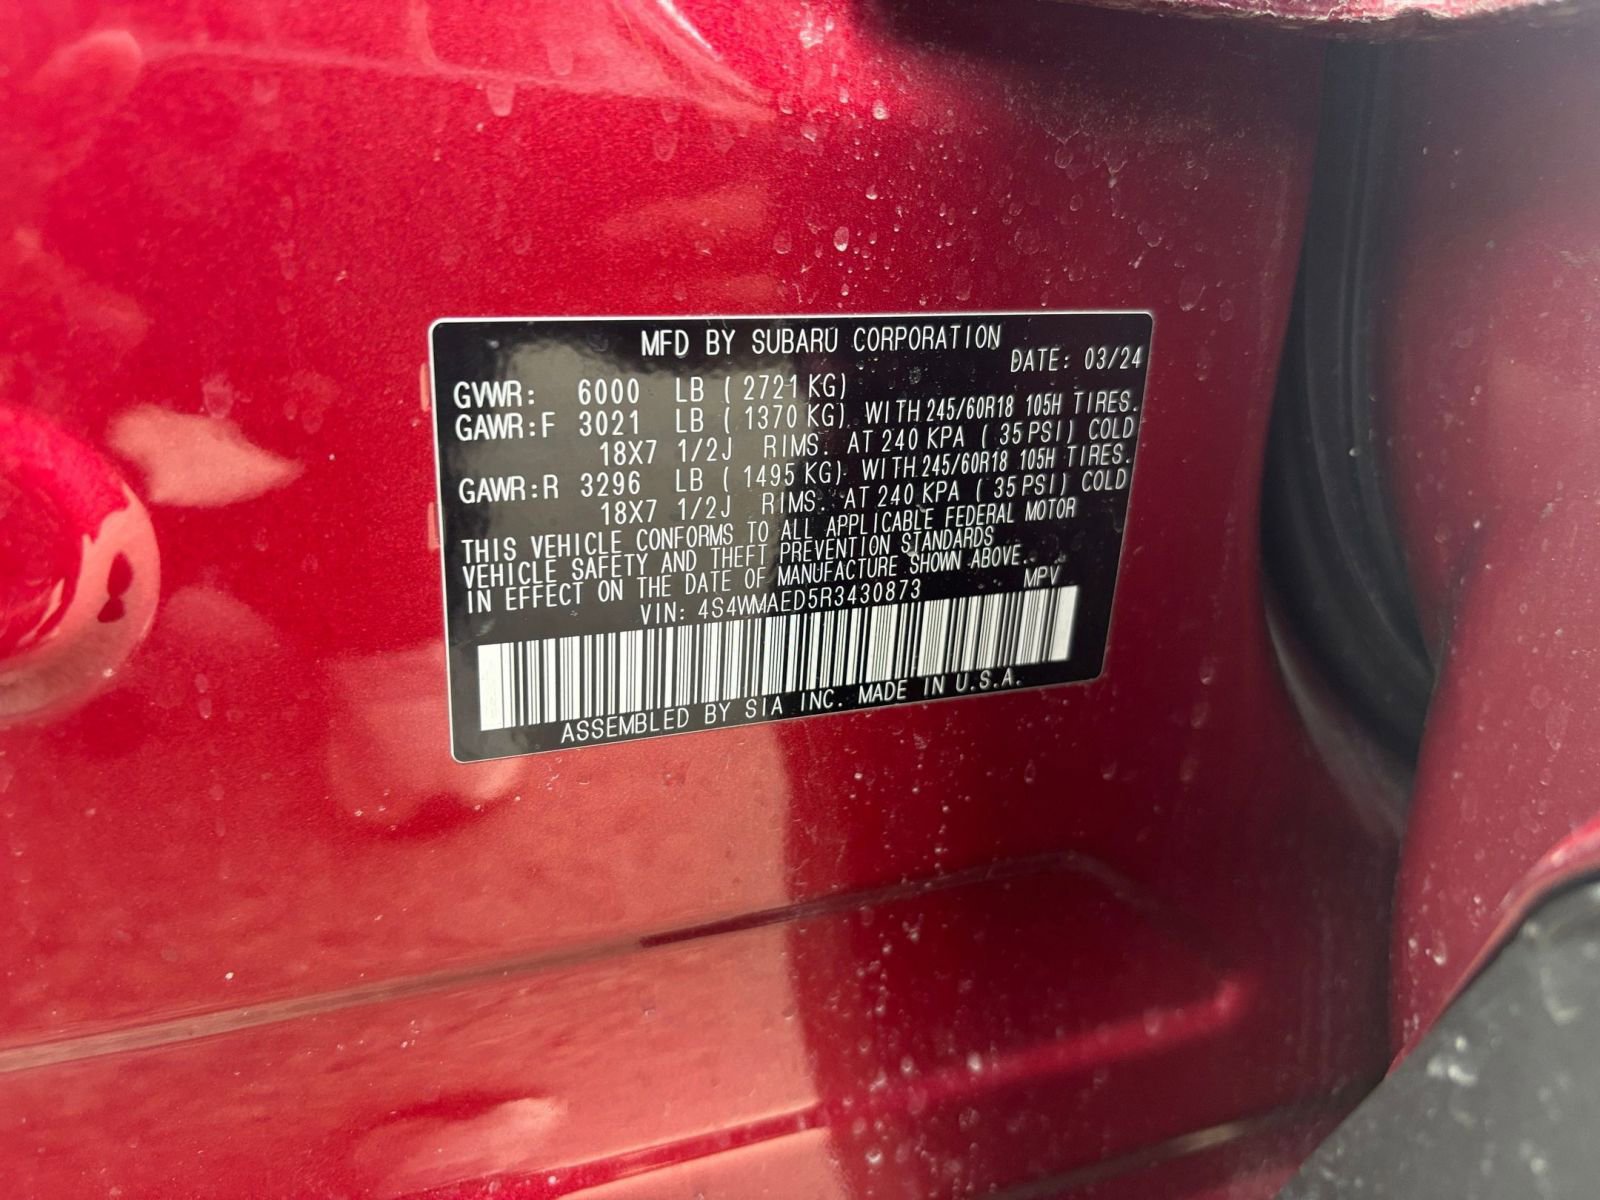 MFD BY SUBARU CORPORATION
DATE: 03/24
GVWR: 6000 LB ( 2721 KG)
GAWR:F 3021 LB ( 1370 KG) WITH 245/60R18 105H TIRES.
18X7 1/2J RIMS. AT 240 KPA ( 35 PSI) COLD
GAWR:R 3296 LB ( 1495 KG) WITH 245/60R18 105H TIRES.
18X7 1/2J RIMS. AT 240 KPA ( 35 PSI) COLD
THIS VEHICLE CONFORMS TO ALL APPLICABLE FEDERAL MOTOR
VEHICLE SAFETY AND THEFT PREVENTION STANDARDS
IN EFFECT ON THE DATE OF MANUFACTURE SHOWN ABOVE.
VIN: 4S4WMAED5R3430873 MPV
ASSEMBLED BY SIA INC. MADE IN U.S.A.